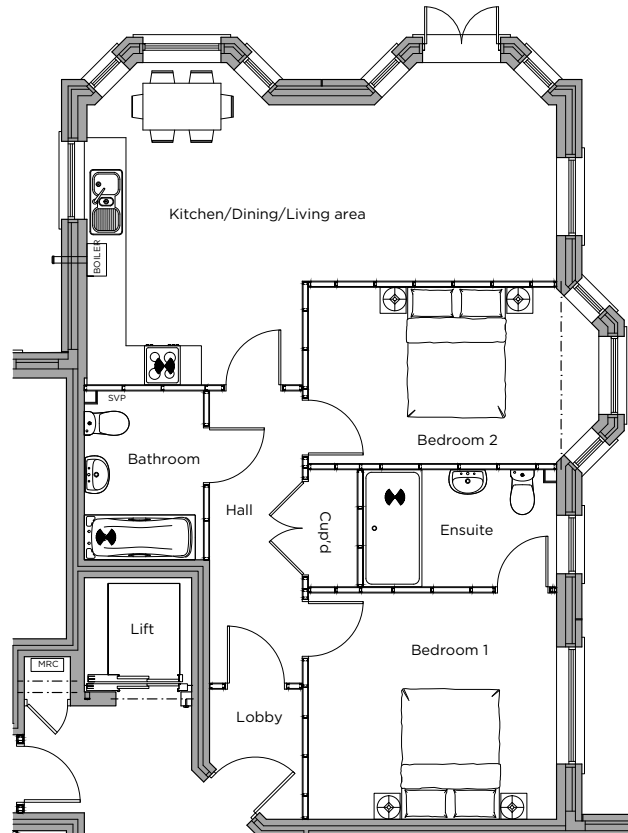 Kitchen/Dining/Living area
BOILER
SVP
Bathroom
Bedroom 2
Hall
Cup'd
Ensuite
Lift
Bedroom 1
MRC
Lobby